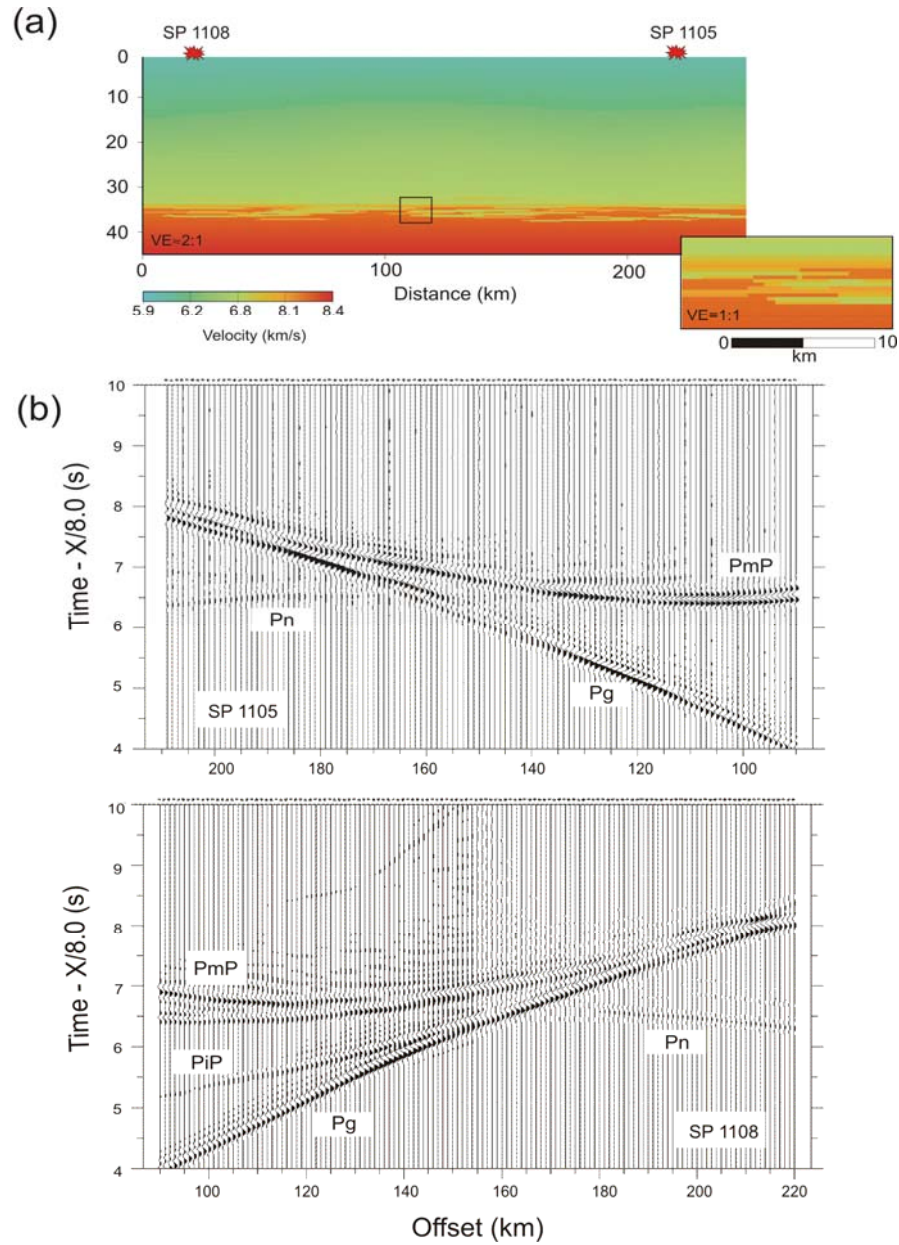 (a)
SP 1108
SP 1105
0
10
20
30
40
VE=2:1
0
100
200
Distance (km)
5.9 6.2 6.8 8.1 8.4
Velocity (km/s)
VE=1:1
0
10
km
(b)
10
9
8
7
6
5
4
Time - X/8.0 (s)
PmP
Pn
Pg
SP 1105
200 180 160 140 120 100
10
9
8
7
6
5
4
Time - X/8.0 (s)
PmP
PiP
Pn
Pg
SP 1108
100 120 140 160 180 200 220
Offset (km)